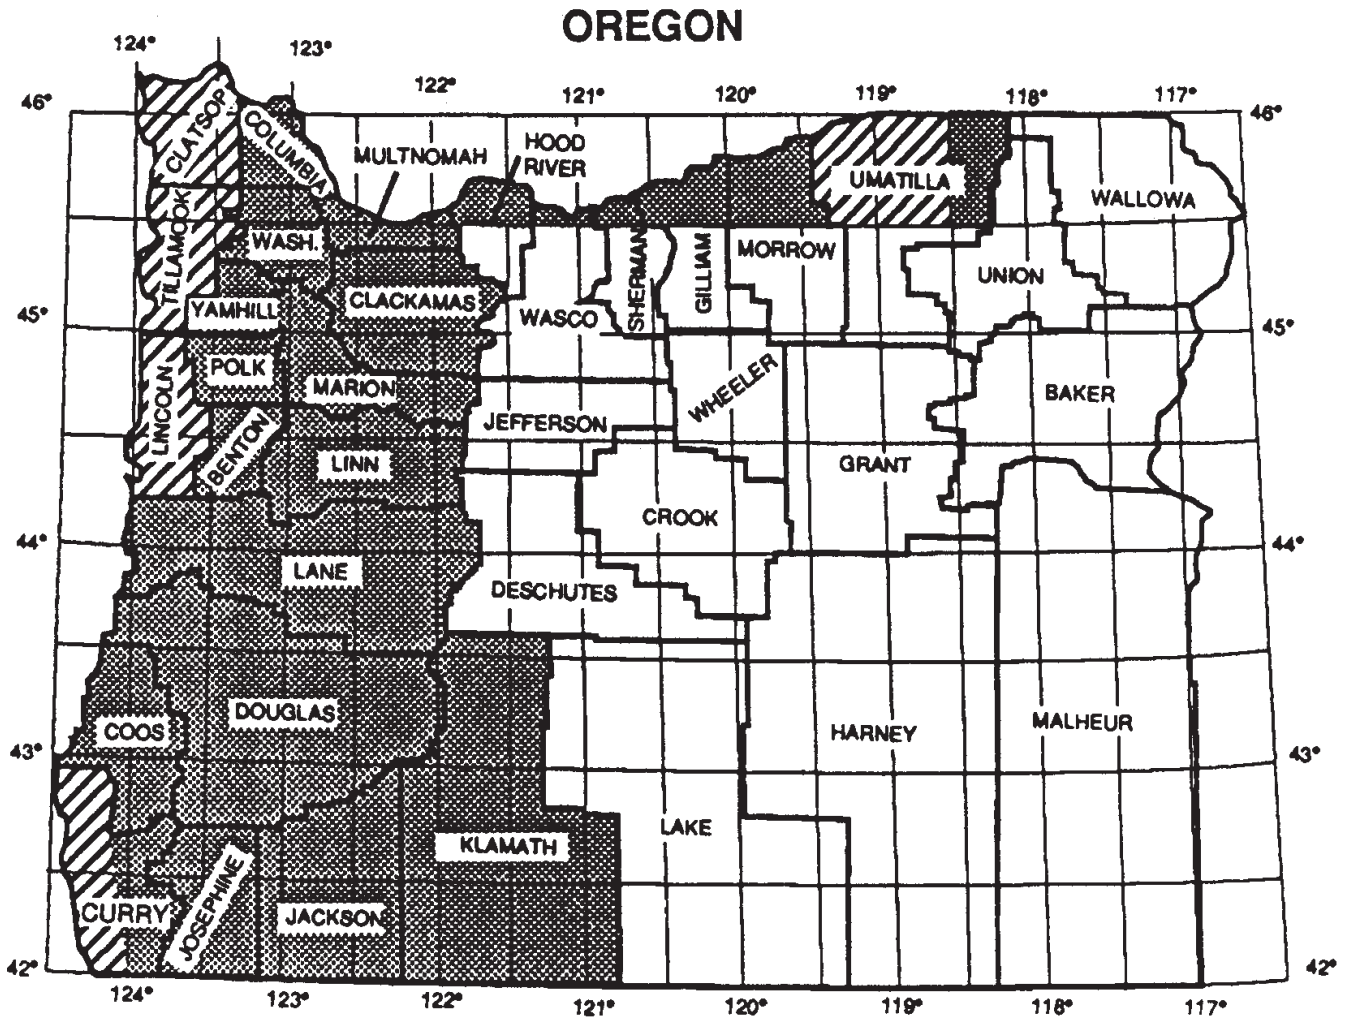 OREGON
124° 123° 122° 121° 120° 119° 118° 117°
46° 46°
CLATSOP
COLUMBIA
MULTNOMAH
HOOD
RIVER
UMATILLA
WALLOWA
TILLAMOOK
WASH.
SHERMAN
GILLIAM
MORROW
UNION
YAMHILL
CLACKAMAS
WASCO
45° 45°
LINCOLN
POLK
MARION
WHEELER
BAKER
BENTON
JEFFERSON
LINN
GRANT
CROOK
44° 44°
LANE
DESCHUTES
COOS
DOUGLAS
HARNEY
MALHEUR
43° 43°
LAKE
KLAMATH
CURRY
JOSEPHINE
JACKSON
42° 42°
124° 123° 122° 121° 120° 119° 118° 117°